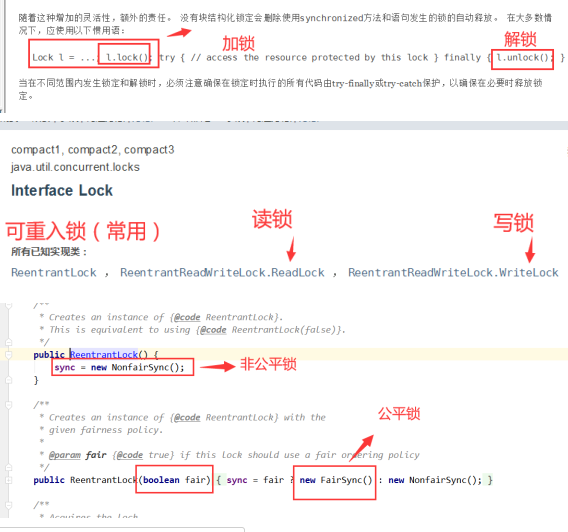 随着这种增加的灵活性，额外的责任。 没有块结构化锁定会删除使用synchronized方法和语句发生的锁的自动释放。 在大多数情
况下，应使用以下惯用语：
加锁
解锁
Lock l = ...; l.lock(); try { // access the resource protected by this lock } finally { l.unlock(); }
当在不同范围内发生锁定和解锁时，必须注意确保在锁定时执行的所有代码由try-finally或try-catch保护，以确保在必要时释放锁
定。
compact1, compact2, compact3
java.util.concurrent.locks
Interface Lock
可重入锁（常用）
读锁
写锁
所有已知实现类：
ReentrantLock ， ReentrantReadWriteLock.ReadLock ， ReentrantReadWriteLock.WriteLock
/**
* Creates an instance of {@code ReentrantLock}.
* This is equivalent to using {@code ReentrantLock(false)}.
*/
public ReentrantLock() {
sync = new NonfairSync();
非公平锁
}
/**
* Creates an instance of {@code ReentrantLock} with the
* given fairness policy.
公平锁
*
* @param fair {@code true} if this lock should use a fair ordering policy
*/
public ReentrantLock(boolean fair) { sync = fair ? new FairSync() : new NonfairSync(); }
/**
* Acquires the lock.